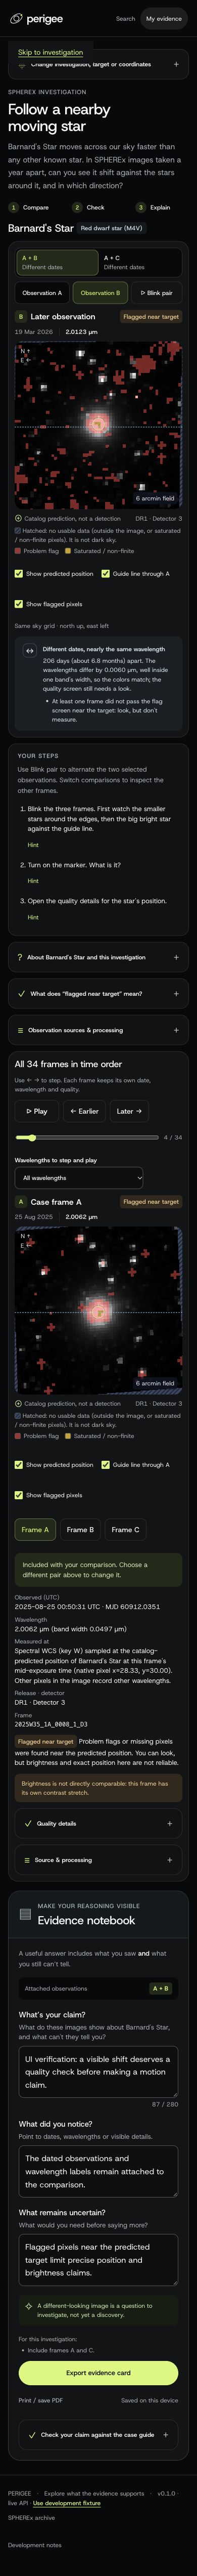 perigee
Search
My evidence
Skip to investigation
Change investigation, target or coordinates
SPHEREX INVESTIGATION
Follow a nearby
moving star
Barnard's Star moves across our sky faster than
any other known star. In SPHEREx images taken a
year apart, can you see it shift against the stars
around it, and in which direction?
1 Compare
2 Check
3 Explain
Barnard's Star
Red dwarf star (M4V)
A + B
Different dates
A + C
Different dates
Observation A
Observation B
Blink pair
B Later observation
Flagged near target
19 Mar 2026
2.0123 µm
N ↑
E ←
6 arcmin field
Catalog prediction, not a detection
DR1 · Detector 3
Hatched: no usable data (outside the image, or saturated
/ non-finite pixels). It is not dark sky.
Problem flag
Saturated / non-finite
Show predicted position
Guide line through A
Show flagged pixels
Same sky grid · north up, east left
Different dates, nearly the same wavelength
206 days (about 6.8 months) apart. The
wavelengths differ by 0.0060 µm, well inside
one band's width, so the colors match; the
quality screen still needs a look.
• At least one frame did not pass the flag
screen near the target: look, but don't
measure.
YOUR STEPS
Use Blink pair to alternate the two selected
observations. Switch comparisons to inspect the
other frames.
1. Blink the three frames. First watch the smaller
stars around the edges, then the big bright star
against the guide line.
Hint
2. Turn on the marker. What is it?
Hint
3. Open the quality details for the star's position.
Hint
? About Barnard's Star and this investigation
What does "flagged near target" mean?
Observation sources & processing
All 34 frames in time order
Use ← → to step. Each frame keeps its own date,
wavelength and quality.
Play
← Earlier
Later →
4 / 34
Wavelengths to step and play
All wavelengths
A Case frame A
Flagged near target
25 Aug 2025
2.0062 µm
N ↑
E ←
6 arcmin field
Catalog prediction, not a detection
DR1 · Detector 3
Hatched: no usable data (outside the image, or saturated
/ non-finite pixels). It is not dark sky.
Problem flag
Saturated / non-finite
Show predicted position
Guide line through A
Show flagged pixels
Frame A
Frame B
Frame C
Included with your comparison. Choose a
different pair above to change it.
Observed (UTC)
2025-08-25 00:50:31 UTC · MJD 60912.0351
Wavelength
2.0062 µm (band width 0.0497 µm)
Measured at
Spectral WCS (key W) sampled at the catalog-
predicted position of Barnard's Star at this frame's
mid-exposure time (native pixel x=28.33, y=30.00).
Other pixels in the image record other wavelengths.
Release · detector
DR1 · Detector 3
Frame
2025W35_1A_0008_1_D3
Flagged near target Problem flags or missing pixels
were found near the predicted position. You can look,
but brightness and exact position here are not reliable.
Brightness is not directly comparable: this frame has
its own contrast stretch.
Quality details
Source & processing
MAKE YOUR REASONING VISIBLE
Evidence notebook
A useful answer includes what you saw and what
you still can't tell.
Attached observations
A + B
What's your claim?
What do these images show about Barnard's Star,
and what can't they tell you?
UI verification: a visible shift deserves a
quality check before making a motion
claim.
87 / 280
What did you notice?
Point to dates, wavelengths or visible details.
The dated observations and
wavelength labels remain attached to
the comparison.
What remains uncertain?
What would you need before saying more?
Flagged pixels near the predicted
target limit precise position and
brightness claims.
A different-looking image is a question to
investigate, not yet a discovery.
For this investigation:
• Include frames A and C.
Export evidence card
Print / save PDF
Saved on this device
Check your claim against the case guide
PERIGEE · Explore what the evidence supports · v0.1.0 ·
live API · Use development fixture
SPHEREx archive
Development notes